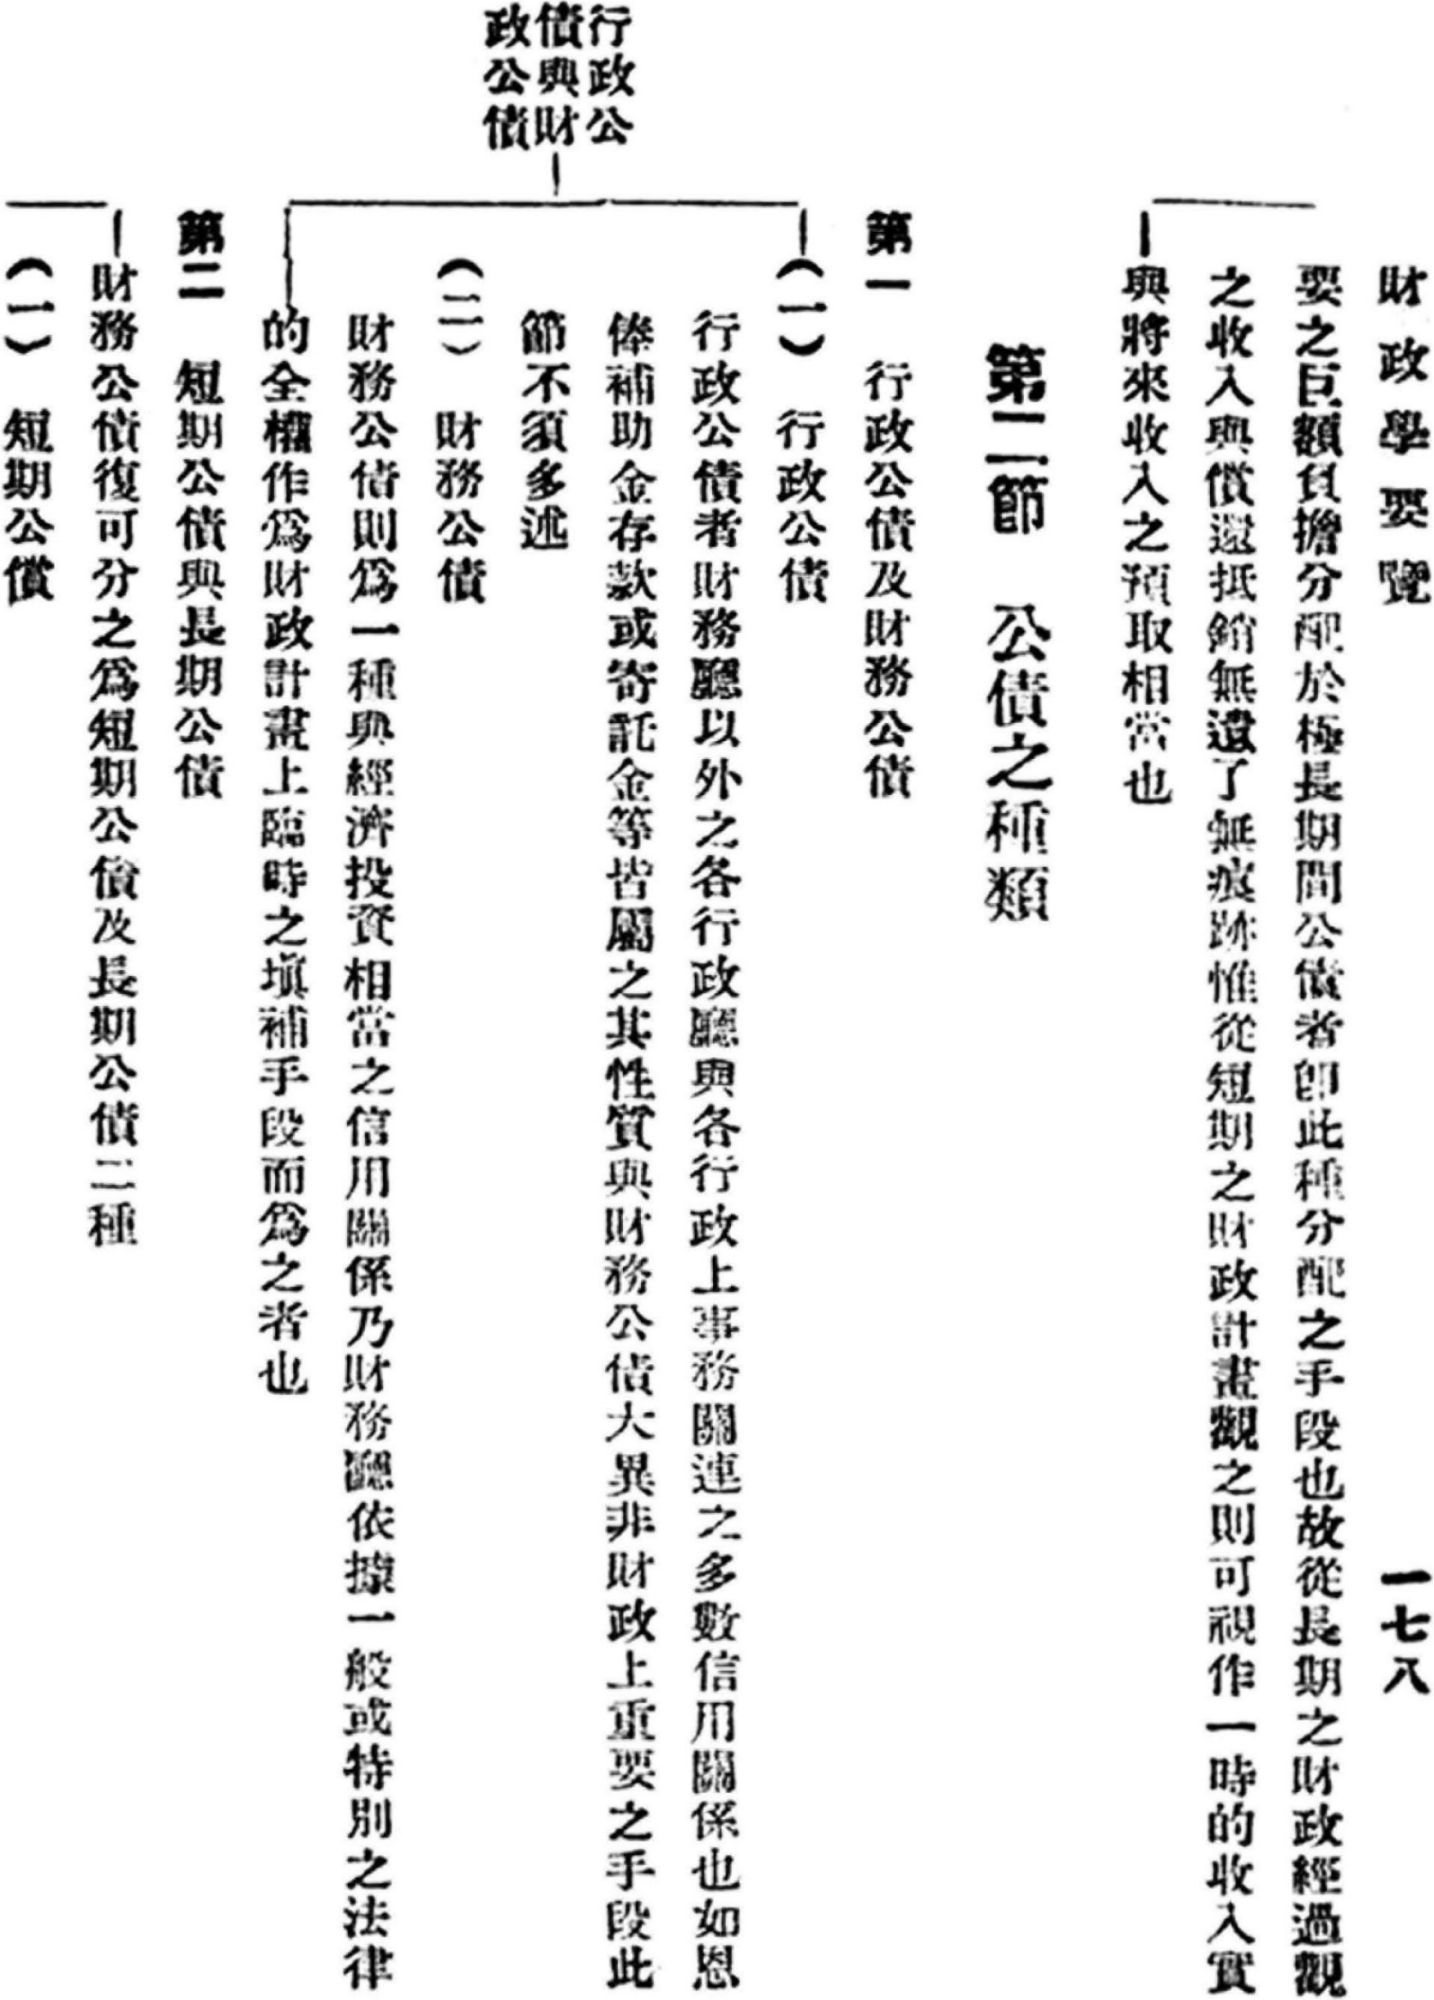 財政學要覽
一七八
要之巨額負擔分配於極長期間公債者卽此種分配之手段也故從長期之財政經過觀
之收入與償還抵銷無遺了無痕跡惟從短期之財政計畫觀之則可視作一時的收入實
與將來收入之預取相當也
第二節 公債之種類
第一 行政公債及財務公債
(一) 行政公債
行政公
債與財
政公債
行政公債者財務廳以外之各行政廳與各行政上事務關連之多數信用關係也如恩
俸補助金存款或寄託金等皆屬之其性質與財務公債大異非財政上重要之手段此
節不須多述
(二) 財務公債
財務公債則爲一種與經濟投資相當之信用關係乃財務廳依據一般或特別之法律
的全權作爲財政計畫上臨時之塡補手段而爲之者也
第二 短期公債與長期公債
財務公債復可分之爲短期公債及長期公債二種
(一) 短期公償